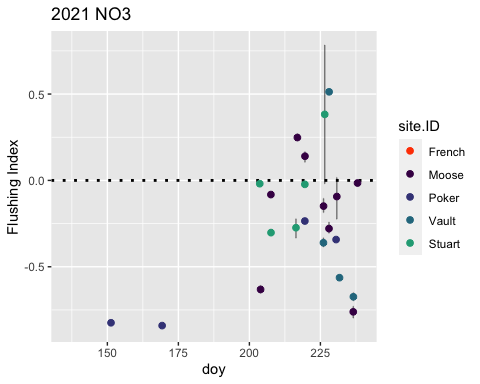 2021 NO3
Flushing Index
0.5
0.0
-0.5
150
175
200
225
doy
site.ID
French
Moose
Poker
Vault
Stuart